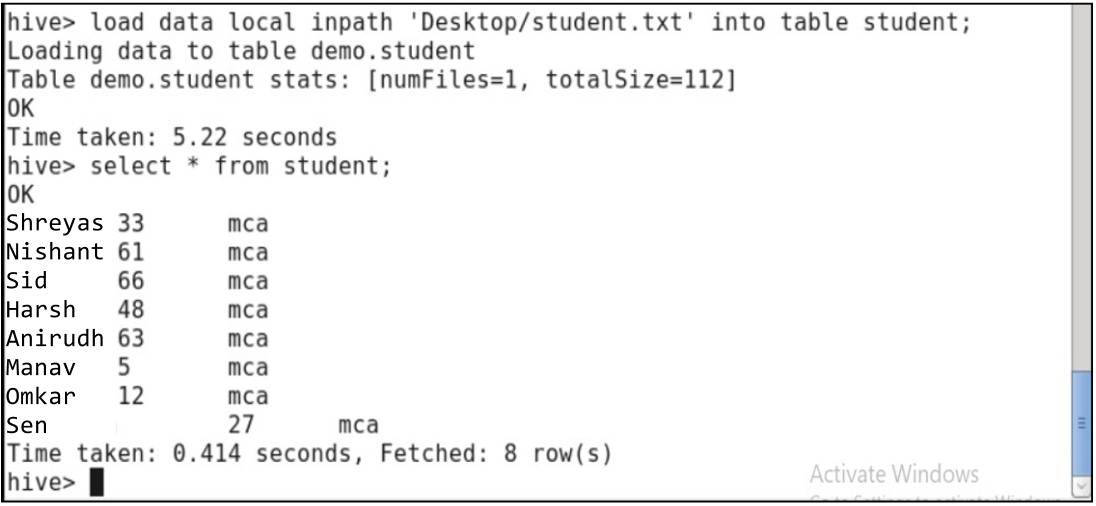 hive> load data local inpath 'Desktop/student.txt' into table student;
Loading data to table demo.student
Table demo.student stats: [numFiles=1, totalSize=112]
OK
Time taken: 5.22 seconds
hive> select * from student;
OK
Shreyas 33 mca
Nishant 61 mca
Sid 66 mca
Harsh 48 mca
Anirudh 63 mca
Manav 5 mca
Omkar 12 mca
Sen 27 mca
Time taken: 0.414 seconds, Fetched: 8 row(s)
hive>
Activate Windows